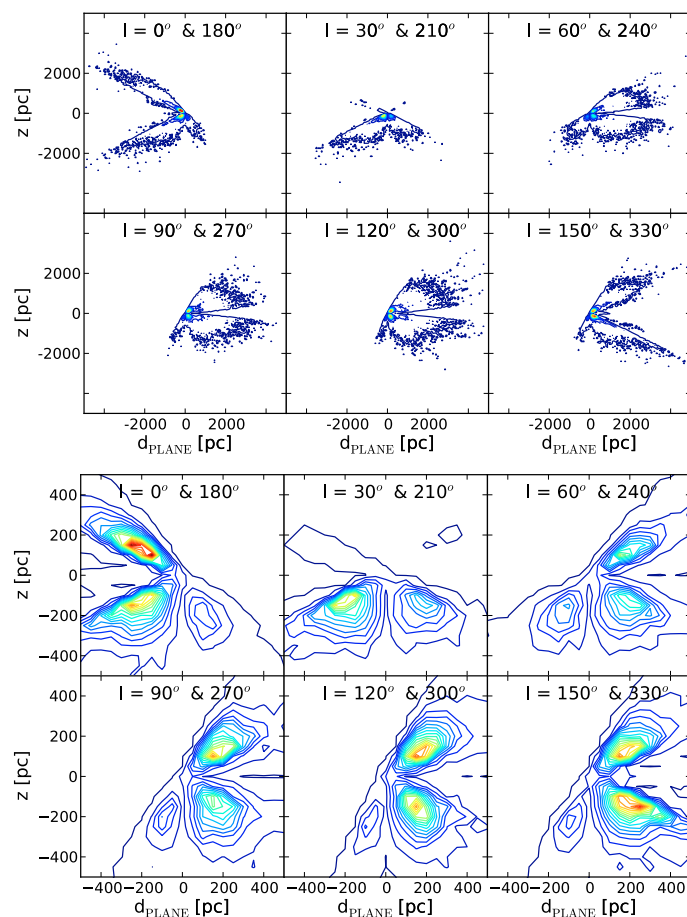 l = 0° & 180°
l = 30° & 210°
l = 60° & 240°
2000
0
-2000
z [pc]
l = 90° & 270°
l = 120° & 300°
l = 150° & 330°
2000
0
-2000
z [pc]
-2000 0 2000
-2000 0 2000
-2000 0 2000
d_PLANE [pc]
d_PLANE [pc]
d_PLANE [pc]
l = 0° & 180°
l = 30° & 210°
l = 60° & 240°
400
200
0
−200
−400
z [pc]
l = 90° & 270°
l = 120° & 300°
l = 150° & 330°
400
200
0
−200
−400
z [pc]
−400 −200 0 200 400
−400 −200 0 200 400
−400 −200 0 200 400
d_PLANE [pc]
d_PLANE [pc]
d_PLANE [pc]